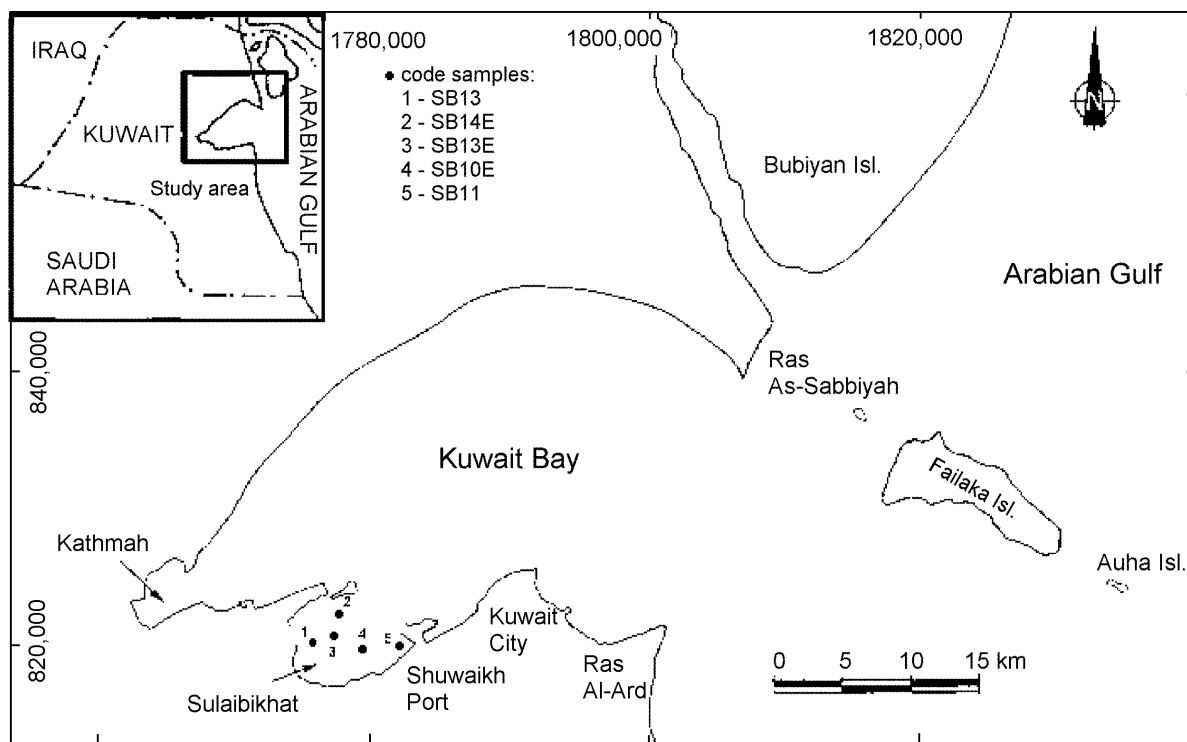 IRAQ
KUWAIT
ARABIAN GULF
Study area
SAUDI
ARABIA
1780,000
1800,000
1820,000
● code samples:
1 - SB13
2 - SB14E
3 - SB13E
4 - SB10E
5 - SB11
N
Bubiyan Isl.
Arabian Gulf
840,000
Ras
As-Sabbiyah
Kuwait Bay
Failaka Isl.
Kathmah
Auha Isl.
2
1
3
4
5
Kuwait
City
820,000
Sulaibikhat
Shuwaikh
Port
Ras
Al-Ard
0 5 10 15 km